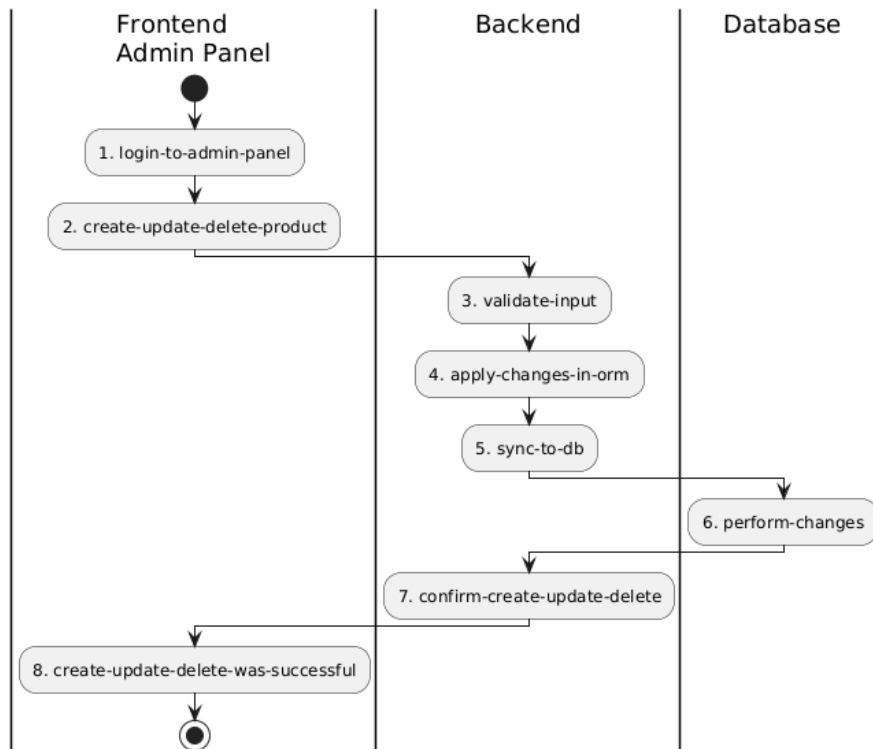 Frontend
Admin Panel
Backend
Database
1. login-to-admin-panel
2. create-update-delete-product
3. validate-input
4. apply-changes-in-orm
5. sync-to-db
6. perform-changes
7. confirm-create-update-delete
8. create-update-delete-was-successful